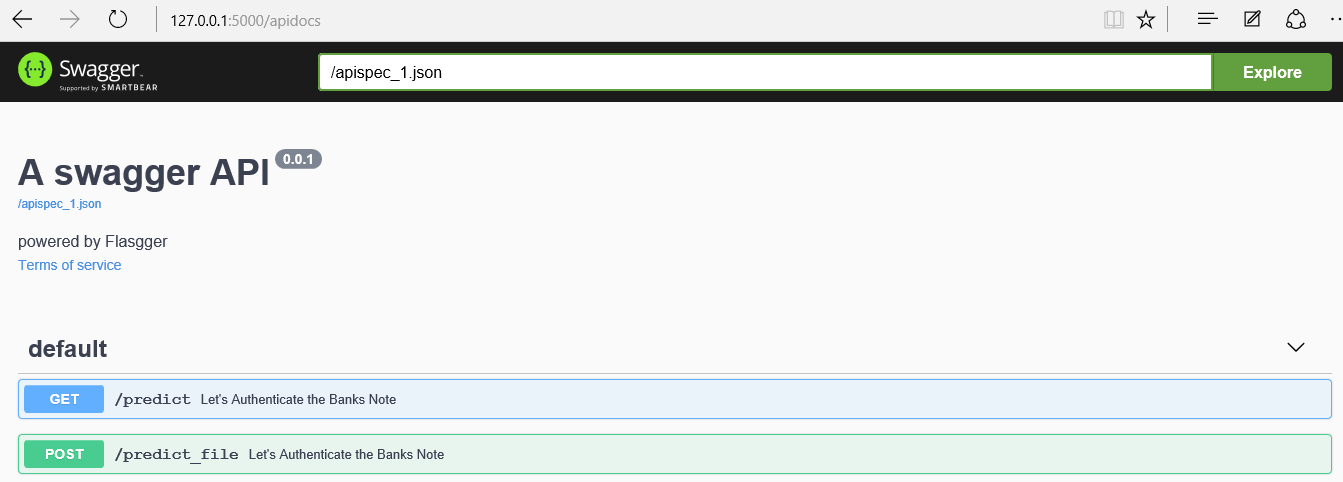 127.0.0.1:5000/apidocs
Swagger™ /apispec_1.json Explore
Supported by SMARTBEAR
A swagger API 0.0.1
/apispec_1.json
powered by Flasgger
Terms of service
default
GET /predict Let's Authenticate the Banks Note
POST /predict_file Let's Authenticate the Banks Note